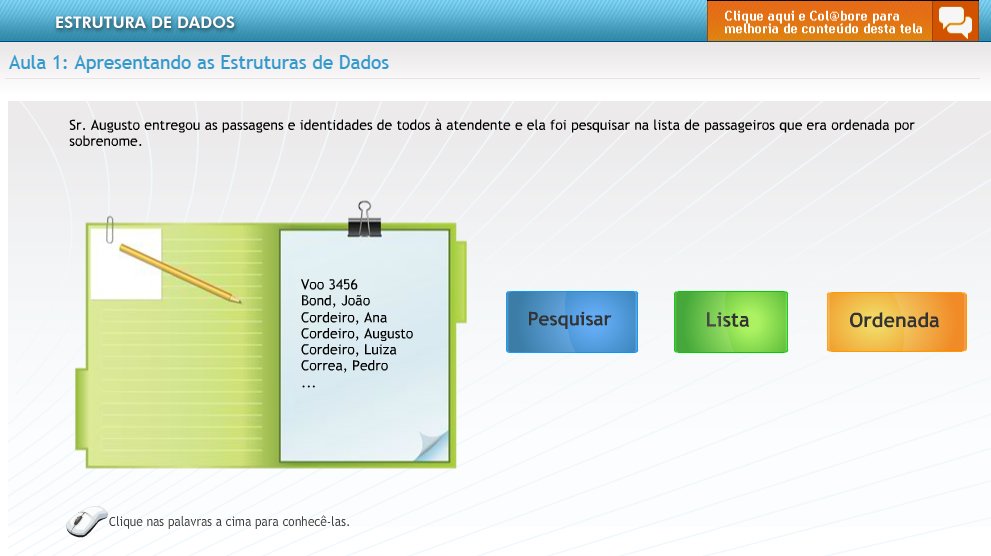 ESTRUTURA DE DADOS
Clique aqui e Col@bore para
melhoria de conteúdo desta tela
Aula 1: Apresentando as Estruturas de Dados
Sr. Augusto entregou as passagens e identidades de todos à atendente e ela foi pesquisar na lista de passageiros que era ordenada por
sobrenome.
Voo 3456
Bond, João
Cordeiro, Ana
Cordeiro, Augusto
Cordeiro, Luiza
Correa, Pedro
...
Pesquisar
Lista
Ordenada
Clique nas palavras a cima para conhecê-las.